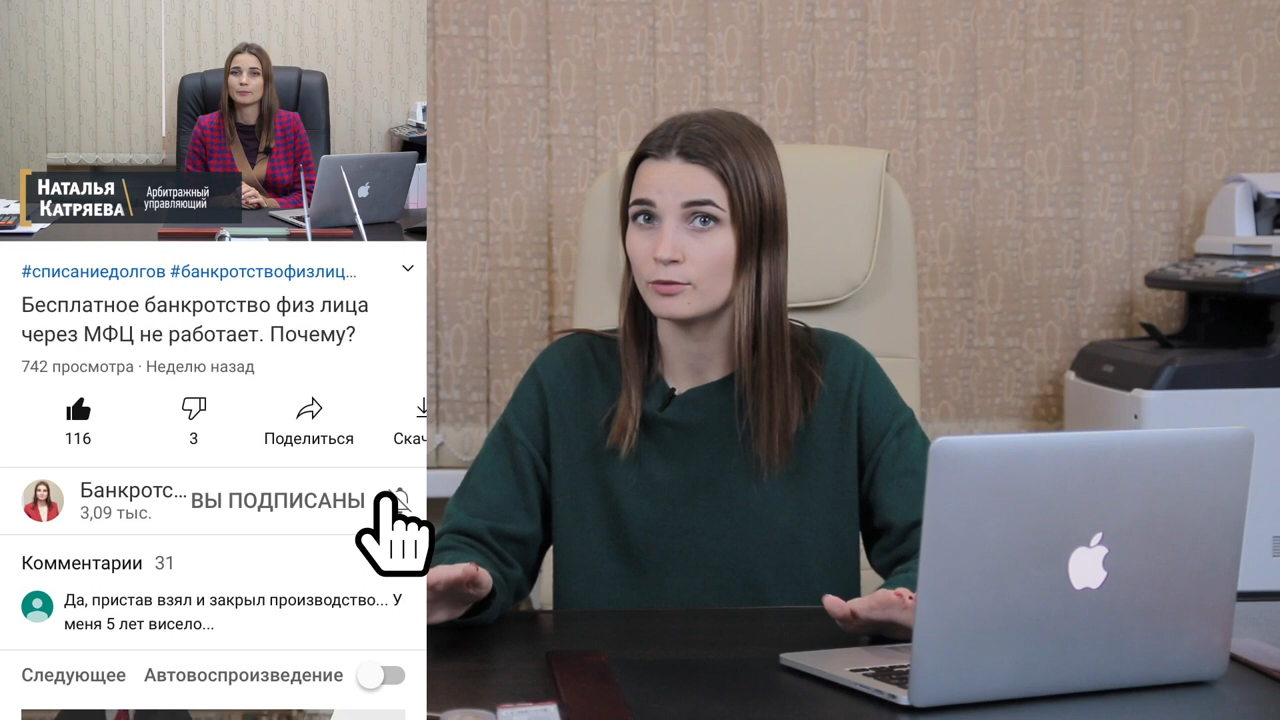 НАТАЛЬЯ
КАТРЯЕВА
Арбитражный
управляющий
#списаниедолгов #банкротствофизлиц...
Бесплатное банкротство физ лица
через МФЦ не работает. Почему?
742 просмотра · Неделю назад
116
3
Поделиться
Скач
Банкротс...
ВЫ ПОДПИСАНЫ
3,09 тыс.
Комментарии 31
Да, пристав взял и закрыл производство... У
меня 5 лет висело...
Следующее Автовоспроизведение